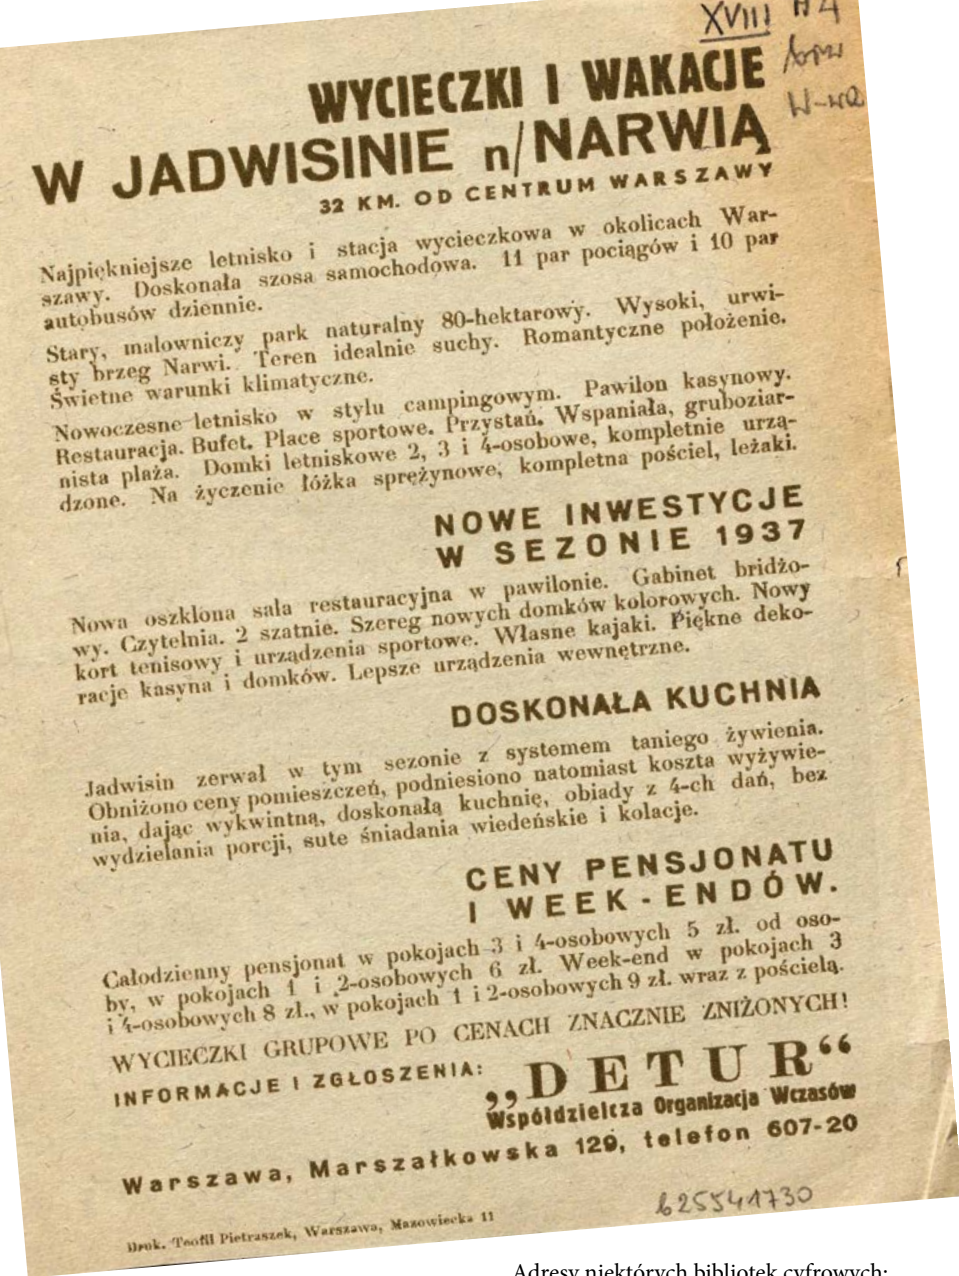 XVIII
WYCIECZKI I WAKACJE
W JADWISINIE n/NARWIĄ
32 KM. OD CENTRUM WARSZAWY
Najpiękniejsze letnisko i stacja wycieczkowa w okolicach War-
szawy. Doskonała szosa samochodowa. 11 par pociągów i 10 par
autobusów dziennie.
Stary, malowniczy park naturalny 80-hektarowy. Wysoki, urwi-
sty brzeg Narwi. Teren idealnie suchy. Romantyczne położenie.
Świetne warunki klimatyczne.
Nowoczesne letnisko w stylu campingowym. Pawilon kasynowy.
Restauracja. Bufet. Place sportowe. Przystań. Wspaniała, gruboziar-
nista plaża. Domki letniskowe 2, 3 i 4-osobowe, kompletnie urzą-
dzone. Na życzenie łóżka sprężynowe, kompletna pościel, leżaki.
NOWE INWESTYCJE
W SEZONIE 1937
Nowa oszklona sala restauracyjna w pawilonie. Gabinet bridżo-
wy. Czytelnia. 2 szatnie. Szereg nowych domków kolorowych. Nowy
kort tenisowy i urządzenia sportowe. Własne kajaki. Piękne deko-
racje kasyna i domków. Lepsze urządzenia wewnętrzne.
DOSKONAŁA KUCHNIA
Jadwisin zerwał w tym sezonie z systemem taniego żywienia.
Obniżono ceny pomieszczeń, podniesiono natomiast koszta wyżywie-
nia, dając wykwintną, doskonałą kuchnię, obiady z 4-ch dań, bez
wydzielania porcji, sute śniadania wiedeńskie i kolacje.
CENY PENSJONATU
I WEEK-ENDÓW.
Całodzienny pensjonat w pokojach 3 i 4-osobowych 5 zł. od oso-
by, w pokojach 1 i 2-osobowych 6 zł. Week-end w pokojach 3
i 4-osobowych 8 zł., w pokojach 1 i 2-osobowych 9 zł. wraz z pościelą.
WYCIECZKI GRUPOWE PO CENACH ZNACZNIE ZNIŻONYCH!
INFORMACJE I ZGŁOSZENIA:
„DETUR“
Współdzielcza Organizacja Wczasów
Warszawa, Marszałkowska 129, telefon 607-20
625541730
Druk. Teofil Pietraszek, Warszawa, Mazowiecka 11
Adresy niektórych bibliotek cyfrowych: